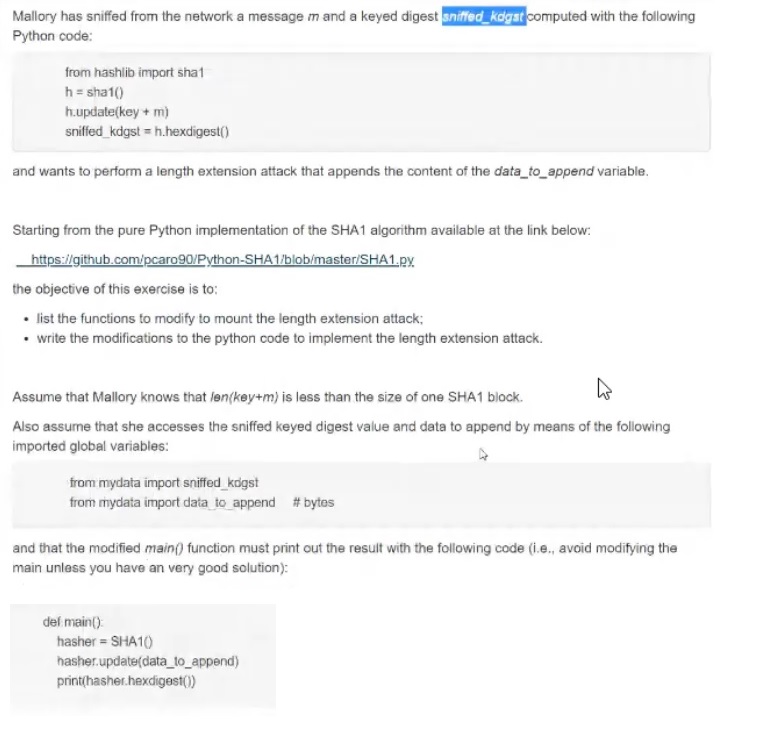 Mallory has sniffed from the network a message m and a keyed digest sniffed_kdgst computed with the following
Python code:
from hashlib import sha1
h = sha1()
h.update(key + m)
sniffed_kdgst = h.hexdigest()
and wants to perform a length extension attack that appends the content of the data_to_append variable.
Starting from the pure Python implementation of the SHA1 algorithm available at the link below:
https://github.com/pcaro90/Python-SHA1/blob/master/SHA1.py
the objective of this exercise is to:
• list the functions to modify to mount the length extension attack;
• write the modifications to the python code to implement the length extension attack.
Assume that Mallory knows that len(key+m) is less than the size of one SHA1 block.
Also assume that she accesses the sniffed keyed digest value and data to append by means of the following
imported global variables:
from mydata import sniffed_kdgst
from mydata import data_to_append # bytes
and that the modified main() function must print out the result with the following code (i.e., avoid modifying the
main unless you have an very good solution):
def main():
hasher = SHA1()
hasher.update(data_to_append)
print(hasher.hexdigest())